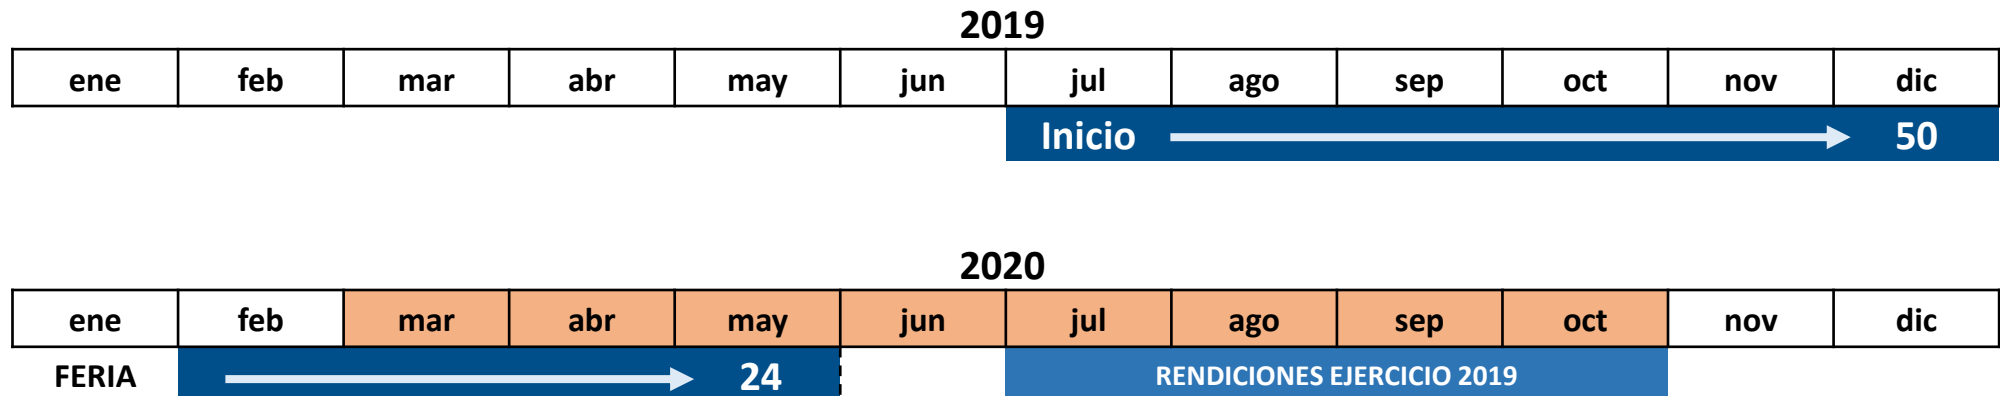 2019
ene feb mar abr may jun jul ago sep oct nov dic
Inicio 50
2020
ene feb mar abr may jun jul ago sep oct nov dic
FERIA 24 RENDICIONES EJERCICIO 2019